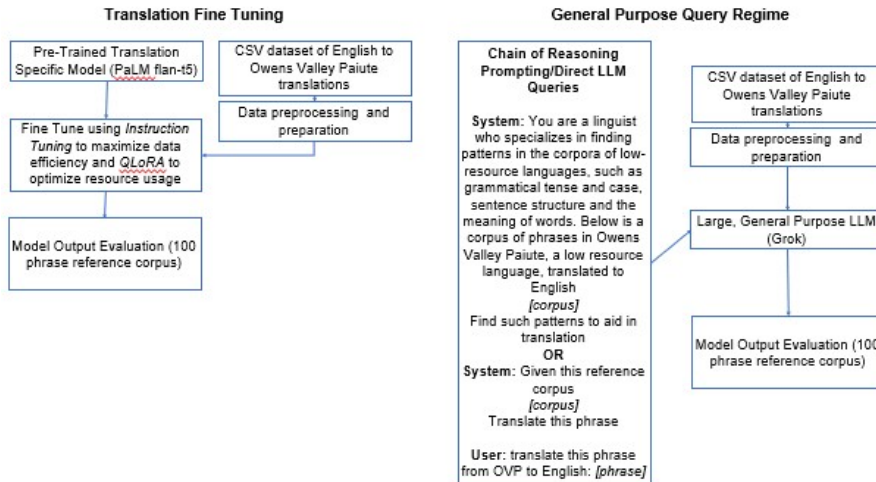 Translation Fine Tuning
Pre-Trained Translation
Specific Model (PaLM flan-t5)
CSV dataset of English to
Owens Valley Paiute
translations
Data preprocessing and
preparation
Fine Tune using Instruction
Tuning to maximize data
efficiency and QLoRA to
optimize resource usage
Model Output Evaluation (100
phrase reference corpus)
General Purpose Query Regime
Chain of Reasoning
Prompting/Direct LLM
Queries
System: You are a linguist
who specializes in finding
patterns in the corpora of low-
resource languages, such as
grammatical tense and case,
sentence structure and the
meaning of words. Below is a
corpus of phrases in Owens
Valley Paiute, a low resource
language, translated to
English
[corpus]
Find such patterns to aid in
translation
OR
System: Given this reference
corpus
[corpus]
Translate this phrase
User: translate this phrase
from OVP to English: [phrase]
CSV dataset of English to
Owens Valley Paiute
translations
Data preprocessing and
preparation
Large, General Purpose LLM
(Grok)
Model Output Evaluation (100
phrase reference corpus)